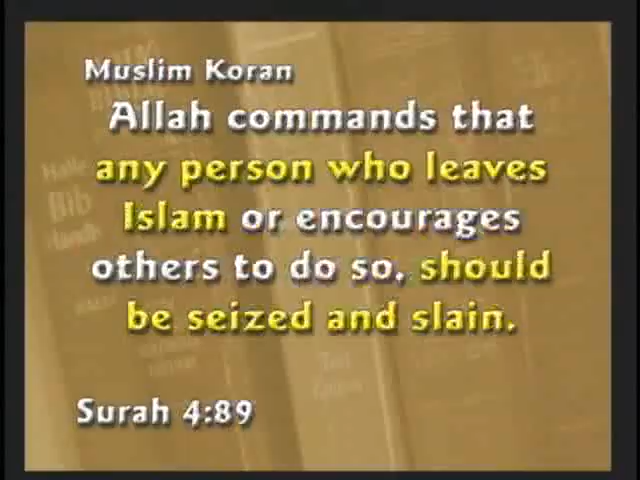 Muslim Koran
Allah commands that
any person who leaves
Islam or encourages
others to do so, should
be seized and slain.
Surah 4:89